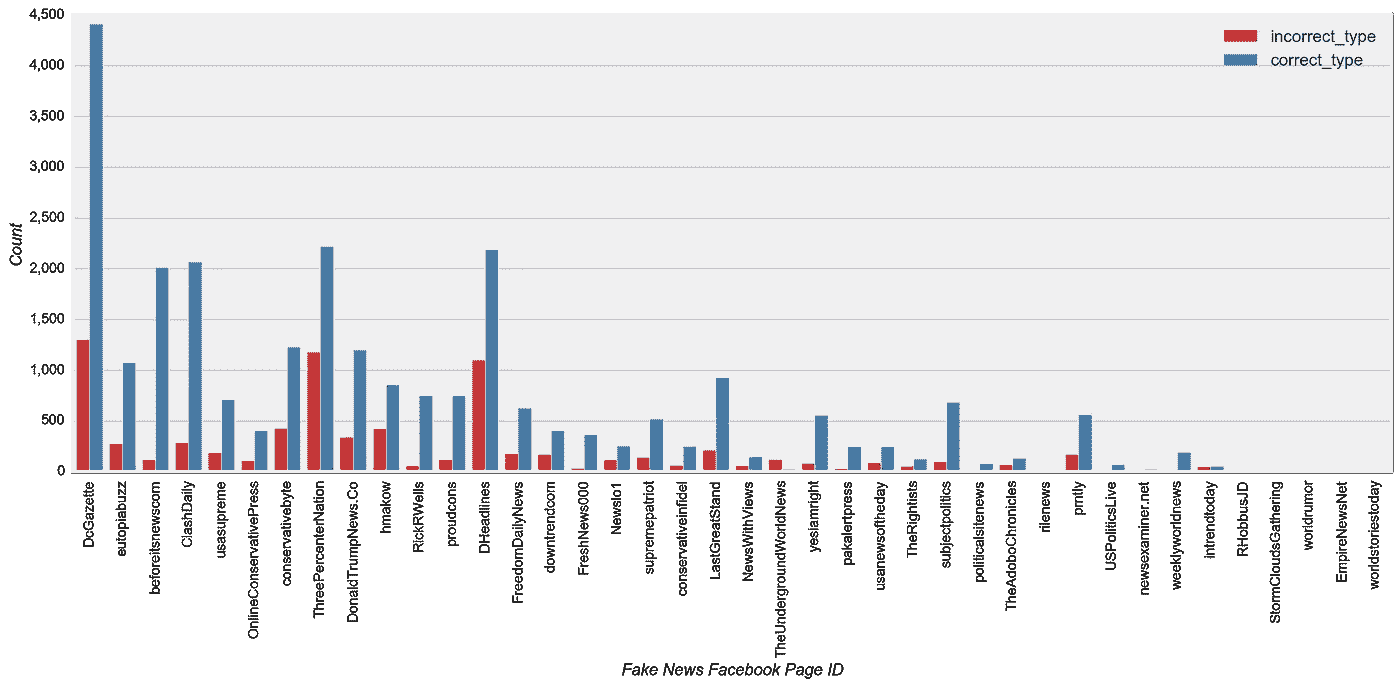 4,500
4,000
3,500
3,000
2,500
2,000
1,500
1,000
500
0
Count
incorrect_type
correct_type
DcGazette
eutopiabuzz
beforeitsnewscom
ClashDaily
usasupreme
OnlineConservativePress
conservativebyte
ThreePercenterNation
DonaldTrumpNews.Co
hmakow
RickRWells
proudcons
DHeadlines
FreedomDailyNews
downtrendcom
FreshNews000
Newslo1
supremepatriot
conservativeinfidel
LastGreatStand
NewsWithViews
TheUndergroundWorldNews
yesiamright
pakalertpress
usanewsoftheday
TheRightists
subjectpolitics
politicalsitenews
TheAdoboChronicles
rilenews
prntly
USPoliticsLive
newsexaminer.net
weeklyworldnews
intrendtoday
RHobbusJD
StormCloudsGathering
worldrumor
EmpireNewsNet
worldstoriestoday
Fake News Facebook Page ID